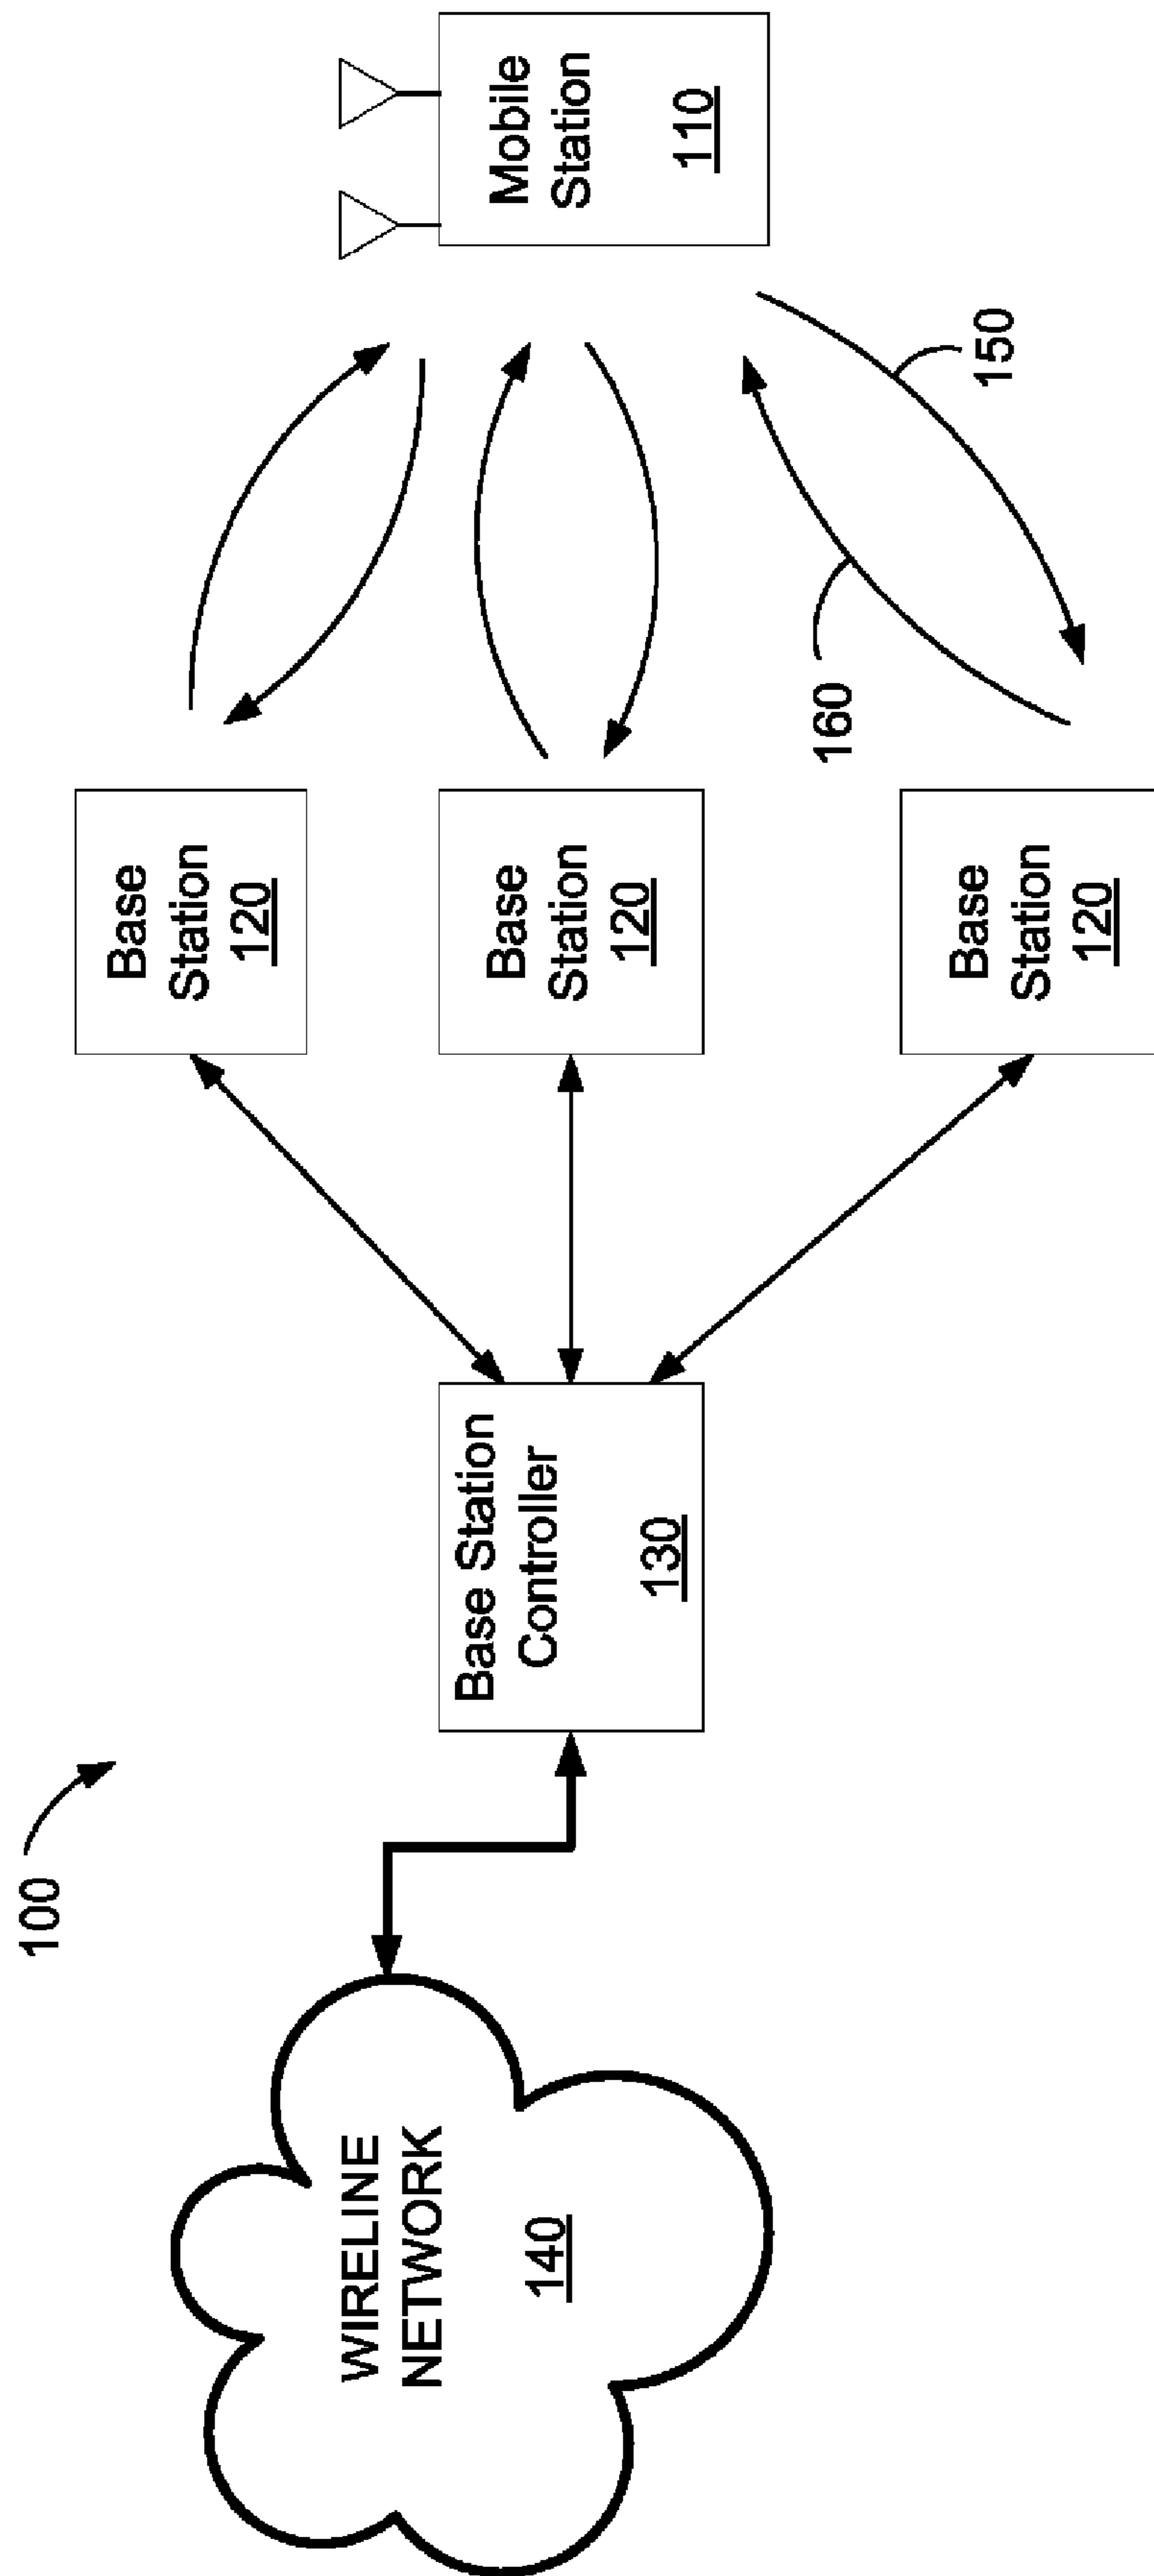 100
WIRELINE
NETWORK
140
Base Station
Controller
130
Base
Station
120
Base
Station
120
Base
Station
120
160
150
Mobile
Station
110